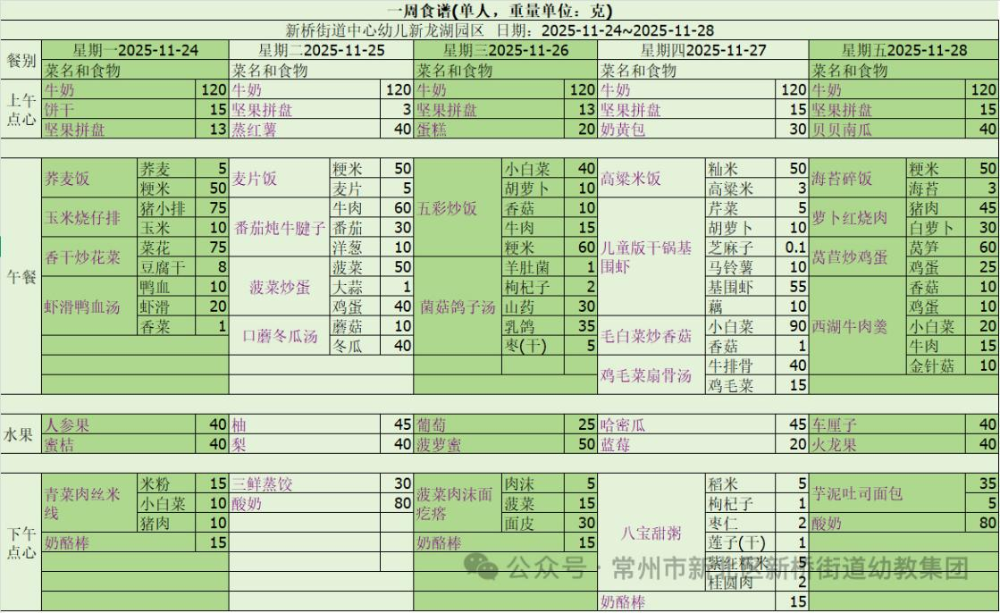 一周食谱(单人，重量单位：克)
新桥街道中心幼儿新龙湖园区 日期：2025-11-24~2025-11-28
餐别 星期一2025-11-24 星期二2025-11-25 星期三2025-11-26 星期四2025-11-27 星期五2025-11-28
菜名和食物 菜名和食物 菜名和食物 菜名和食物 菜名和食物
上午点心
牛奶 120 牛奶 120 牛奶 120 牛奶 120 牛奶 120
饼干 15 坚果拼盘 3 坚果拼盘 13 坚果拼盘 15 坚果拼盘 15
坚果拼盘 13 蒸红薯 40 蛋糕 20 奶黄包 30 贝贝南瓜 40
午餐
荞麦饭 荞麦 5
粳米 50
玉米烧仔排 猪小排 75
玉米 10
香干炒花菜 菜花 75
豆腐干 8
虾滑鸭血汤 鸭血 10
虾滑 20
香菜 1
麦片饭 粳米 50
麦片 5
番茄炖牛腱子 牛肉 60
番茄 30
洋葱 10
菠菜炒蛋 菠菜 50
大蒜 1
鸡蛋 40
口蘑冬瓜汤 蘑菇 10
冬瓜 40
五彩炒饭 小白菜 40
胡萝卜 10
香菇 10
牛肉 15
粳米 60
菌菇鸽子汤 羊肚菌 1
枸杞子 2
山药 30
乳鸽 35
枣(干) 5
高粱米饭 籼米 50
高粱米 3
儿童版干锅基围虾 芹菜 5
胡萝卜 10
芝麻子 0.1
马铃薯 10
基围虾 55
藕 10
毛白菜炒香菇 小白菜 90
香菇 1
鸡毛菜扇骨汤 牛排骨 40
鸡毛菜 15
海苔碎饭 粳米 50
海苔 3
萝卜红烧肉 猪肉 45
白萝卜 30
莴苣炒鸡蛋 莴笋 60
鸡蛋 25
西湖牛肉羹 香菇 10
鸡蛋 10
小白菜 20
牛肉 15
金针菇 10
水果
人参果 40 柚 45 葡萄 25 哈密瓜 45 车厘子 40
蜜桔 40 梨 40 菠萝蜜 50 蓝莓 20 火龙果 40
下午点心
青菜肉丝米线 米粉 15
小白菜 10
猪肉 10
奶酪棒 15
三鲜蒸饺 30
酸奶 80
菠菜肉沫面疙瘩 肉沫 5
菠菜 15
面皮 30
奶酪棒 15
八宝甜粥 稻米 5
枸杞子 1
枣仁 2
莲子(干) 1
紫红糯米 5
桂圆肉 2
奶酪棒 15
芋泥吐司面包 35
5
酸奶 80
公众号·常州市新北区新桥街道幼教集团